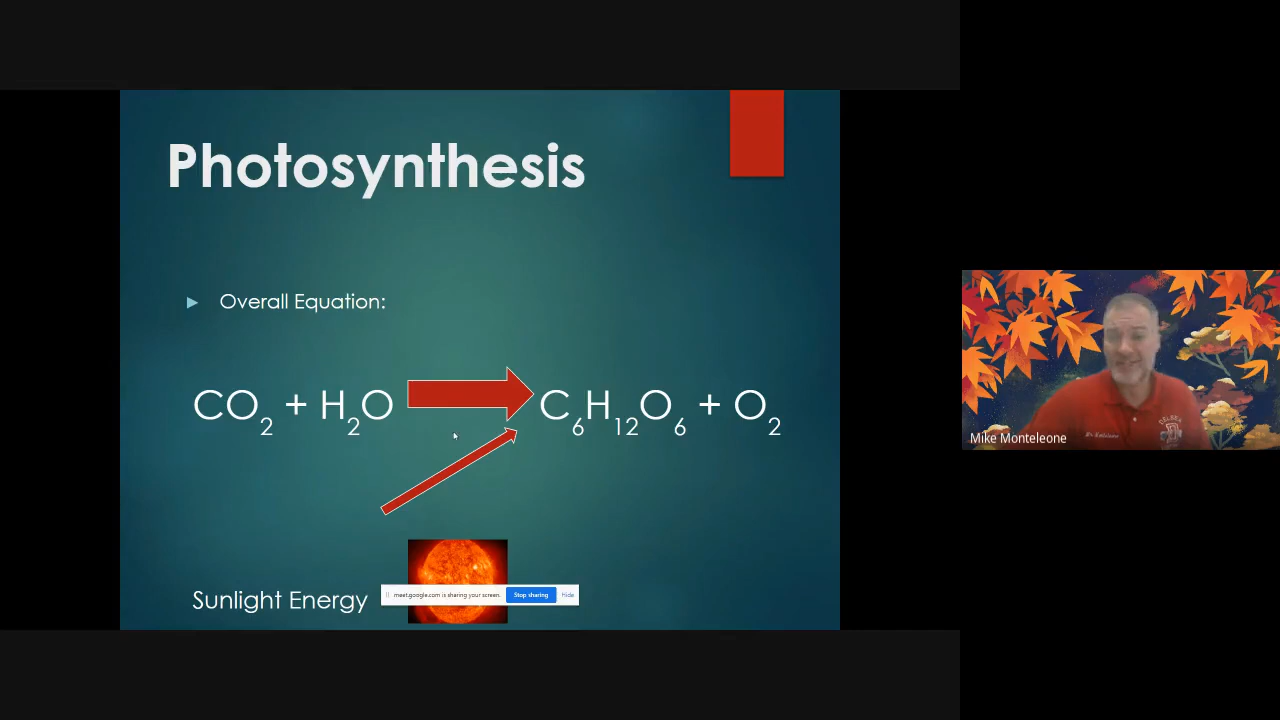 Photosynthesis
▶ Overall Equation:
CO₂ + H₂O C₆H₁₂O₆ + O₂
Sunlight Energy
meet.google.com is sharing your screen. Stop sharing Hide
Mike Monteleone